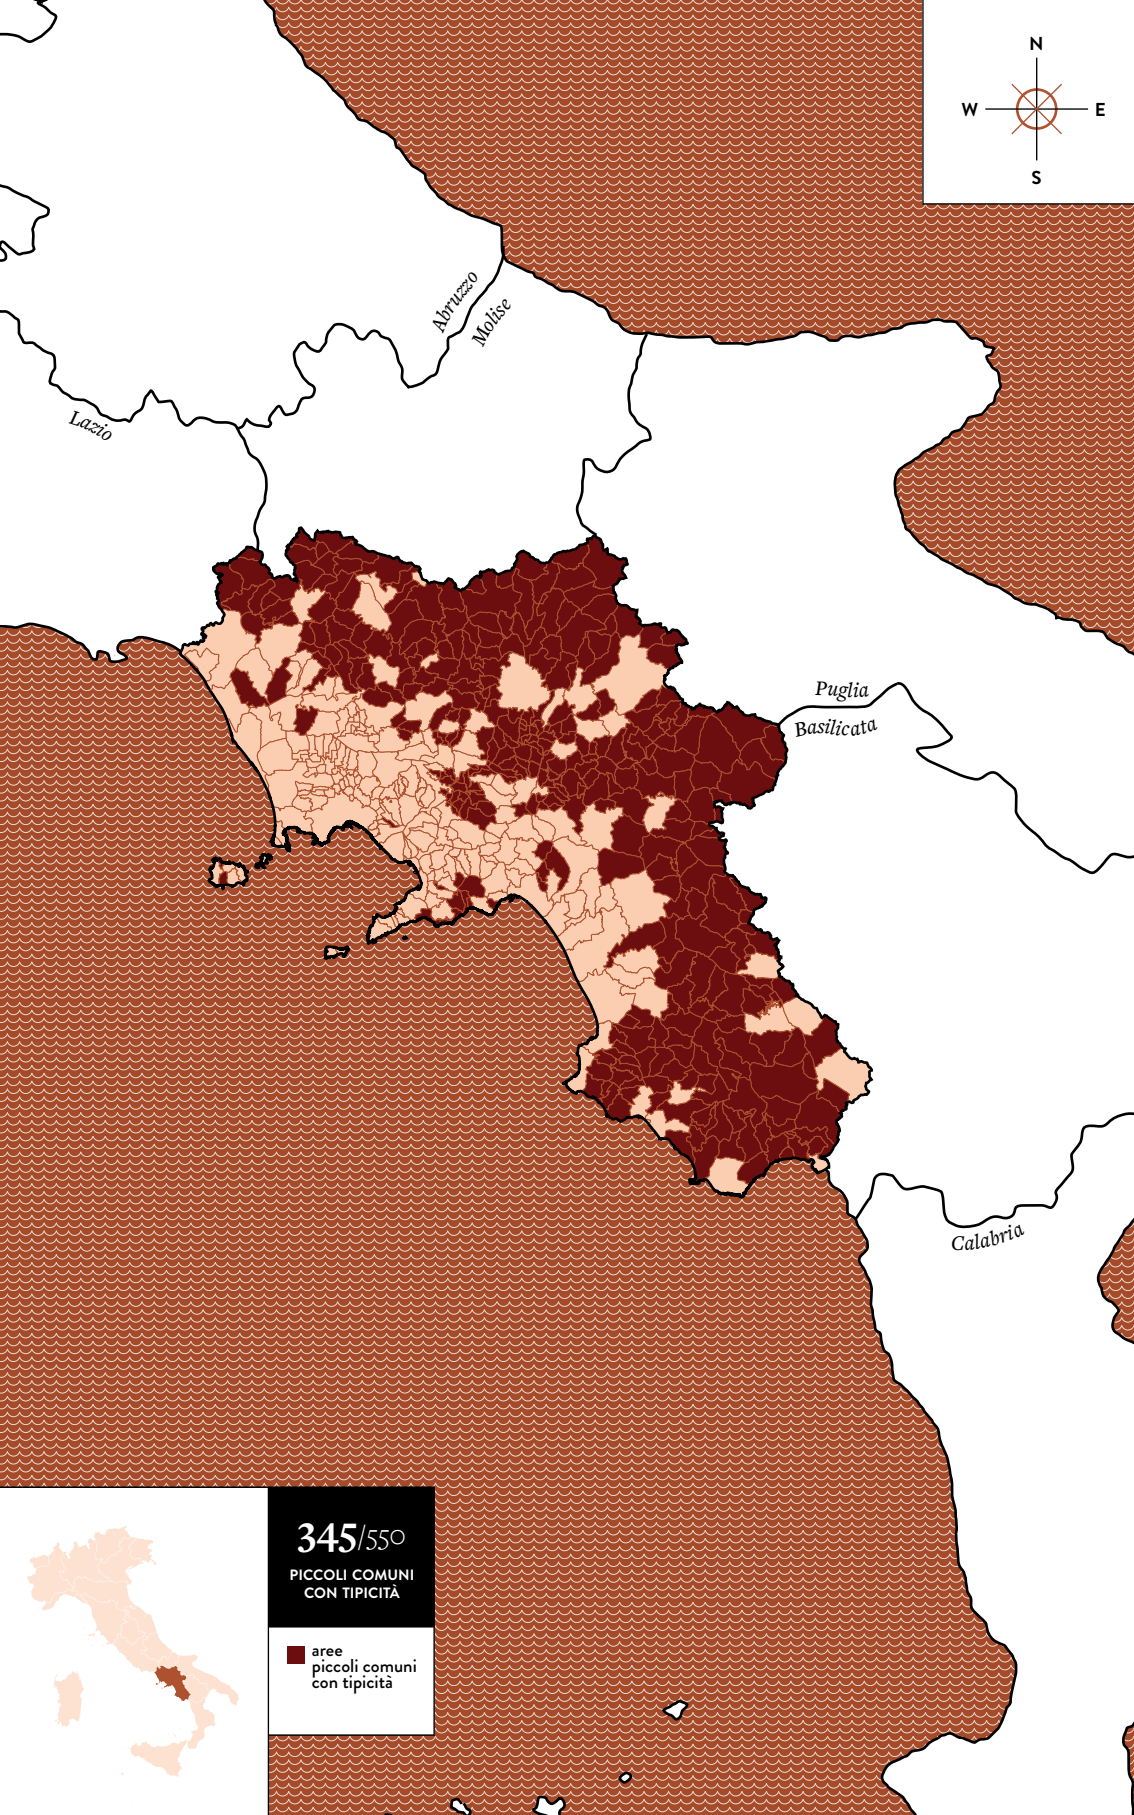 N
W
E
S
Abruzzo
Molise
Lazio
Puglia
Basilicata
Calabria
345/550
PICCOLI COMUNI
CON TIPICITÀ
aree
piccoli comuni
con tipicità